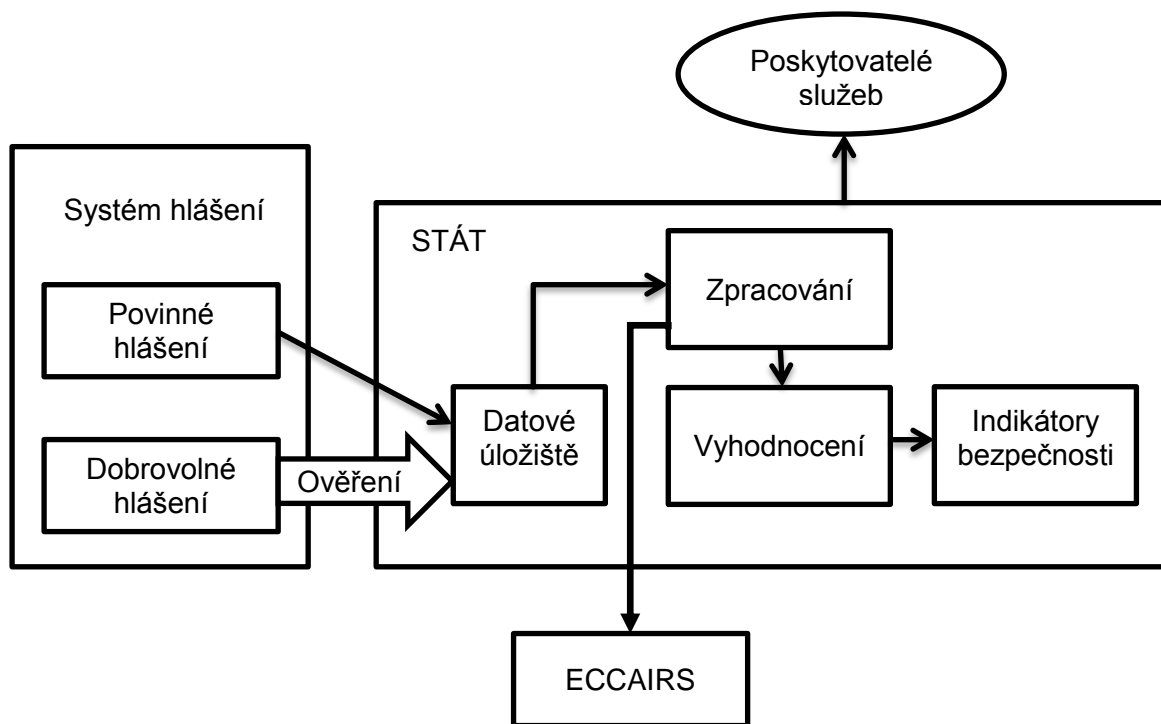 Poskytovatelé
služeb
Systém hlášení
Povinné
hlášení
Dobrovolné
hlášení
Ověření
STÁT
Datové
úložiště
Zpracování
Vyhodnocení
Indikátory
bezpečnosti
ECCAIRS